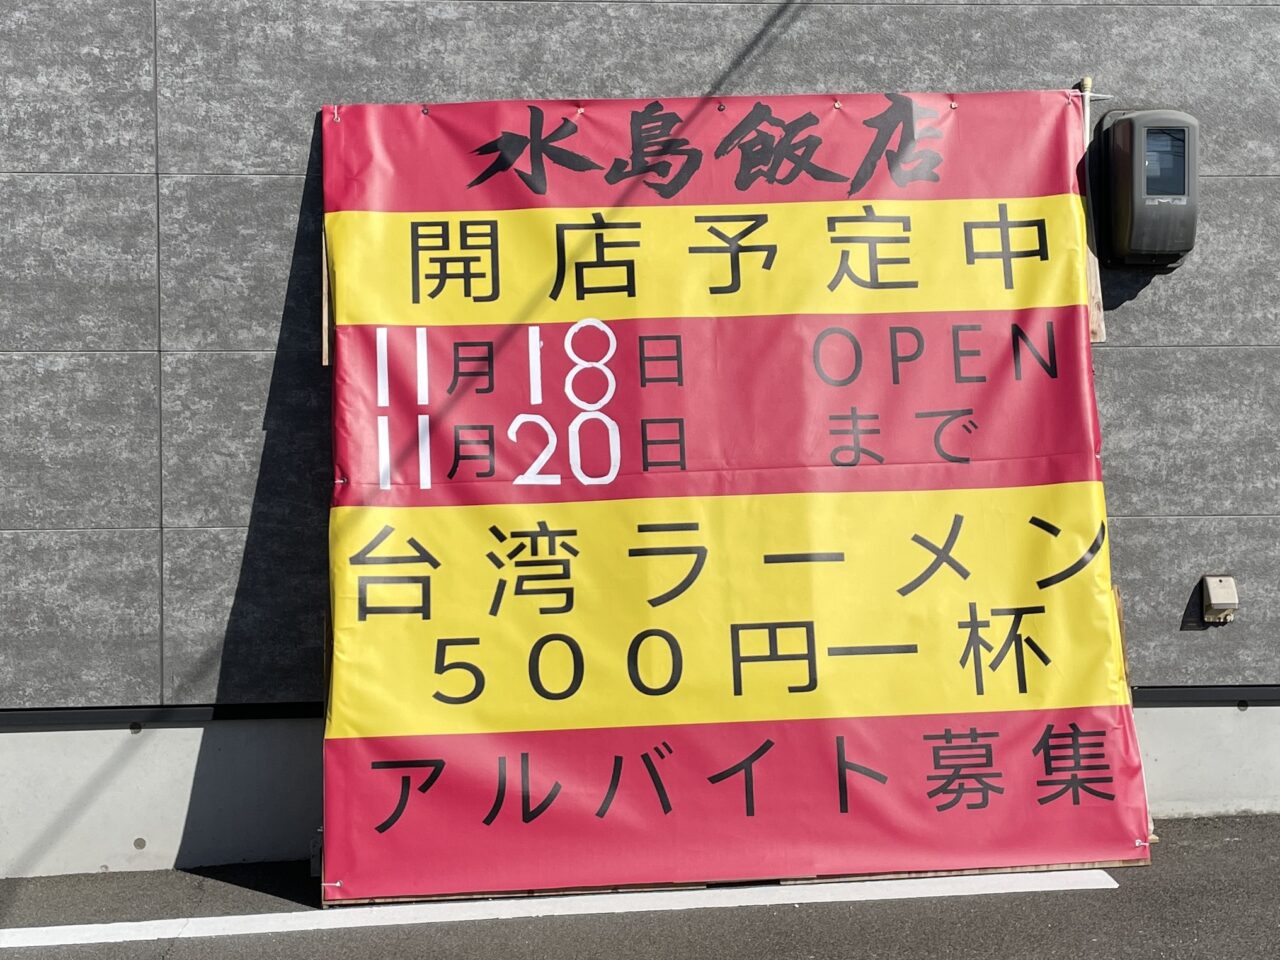 水島飯店
開店予定中
11月18日 OPEN
11月20日 まで
台湾ラーメン
500円一杯
アルバイト募集